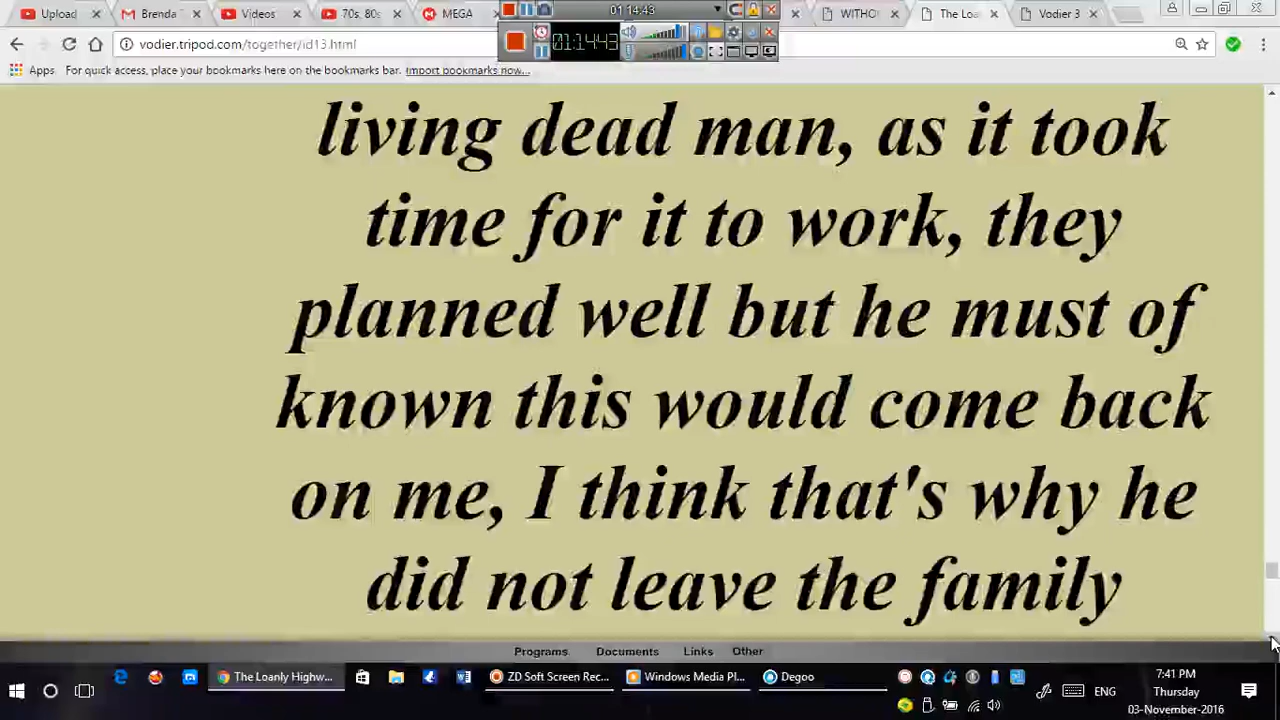 Upload
Brenda
Videos
70s, 80s
MEGA
01:14:43
WITHO
The Lo
Vodier 3
01:14:43
vodier.tripod.com/together/id13.html
Apps
For quick access, place your bookmarks here on the bookmarks bar.
Import bookmarks now...
living dead man, as it took
time for it to work, they
planned well but he must of
known this would come back
on me, I think that's why he
did not leave the family
Programs
Documents
Links
Other
The Loanly Highw...
ZD Soft Screen Rec...
Windows Media Pl...
Degoo
ENG
7:41 PM
Thursday
03-November-2016